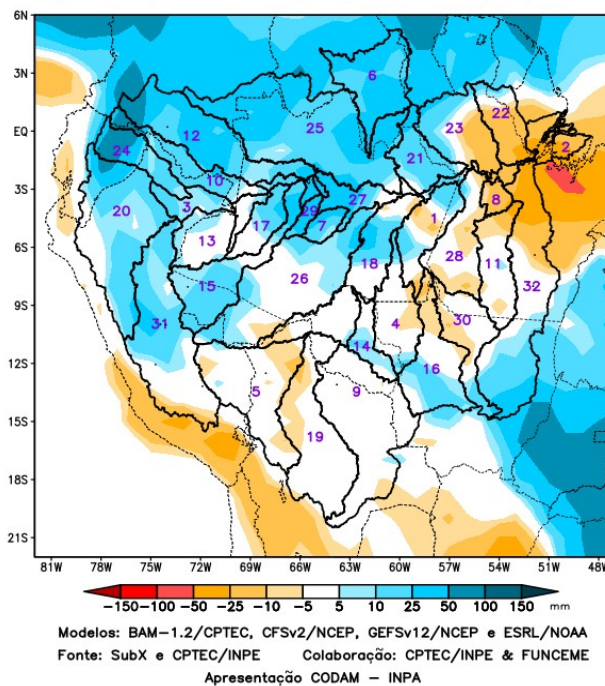 6N
3N
EQ
3S
6S
9S
12S
15S
18S
21S
6
12
25
23
22
2
24
21
10
20
3
29
27
8
13
17
7
1
15
18
28
11
26
32
31
4
30
14
16
5
9
19
81W 78W 75W 72W 69W 66W 63W 60W 57W 54W 51W 48W
-150 -100 -50 -25 -10 -5 5 10 25 50 100 150 mm
Modelos: BAM-1.2/CPTEC, CFSv2/NCEP, GEFSv12/NCEP e ESRL/NOAA
Fonte: SubX e CPTEC/INPE Colaboração: CPTEC/INPE & FUNCEME
Apresentação CODAM - INPA